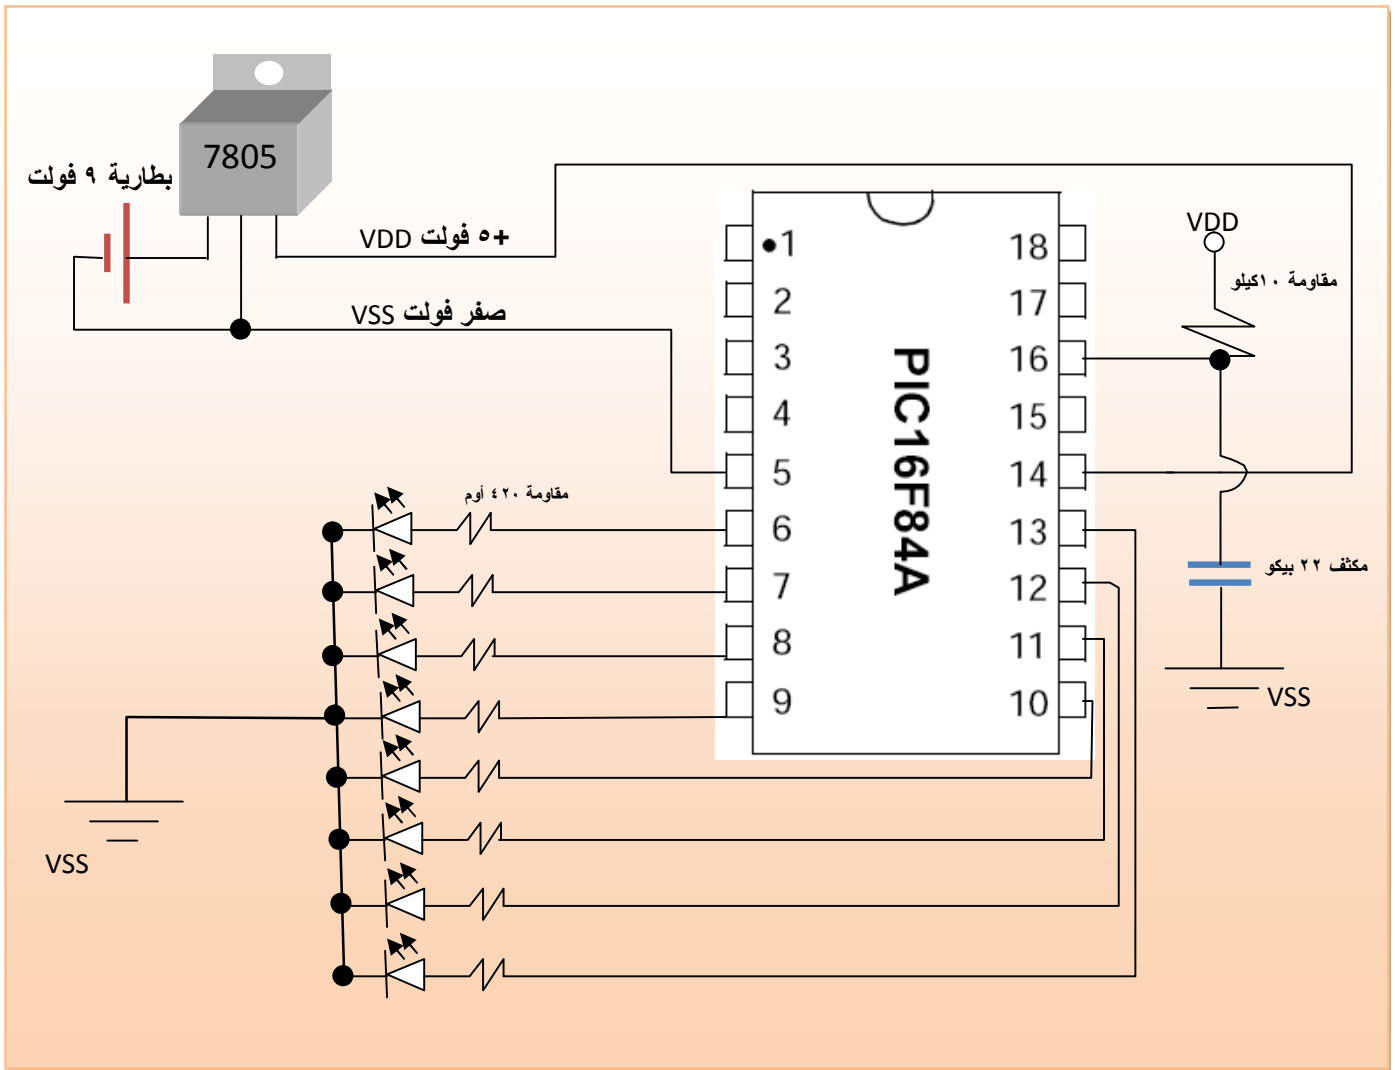 7805
بطارية ٩ فولت
+٥ فولت VDD
صفر فولت VSS
VDD
مقاومة ١٠كيلو
1
2
3
4
5
6
7
8
9
18
17
16
15
14
13
12
11
10
PIC16F84A
مقاومة ٤٢٠ أوم
مكثف ٢٢ بيكو
VSS
VSS